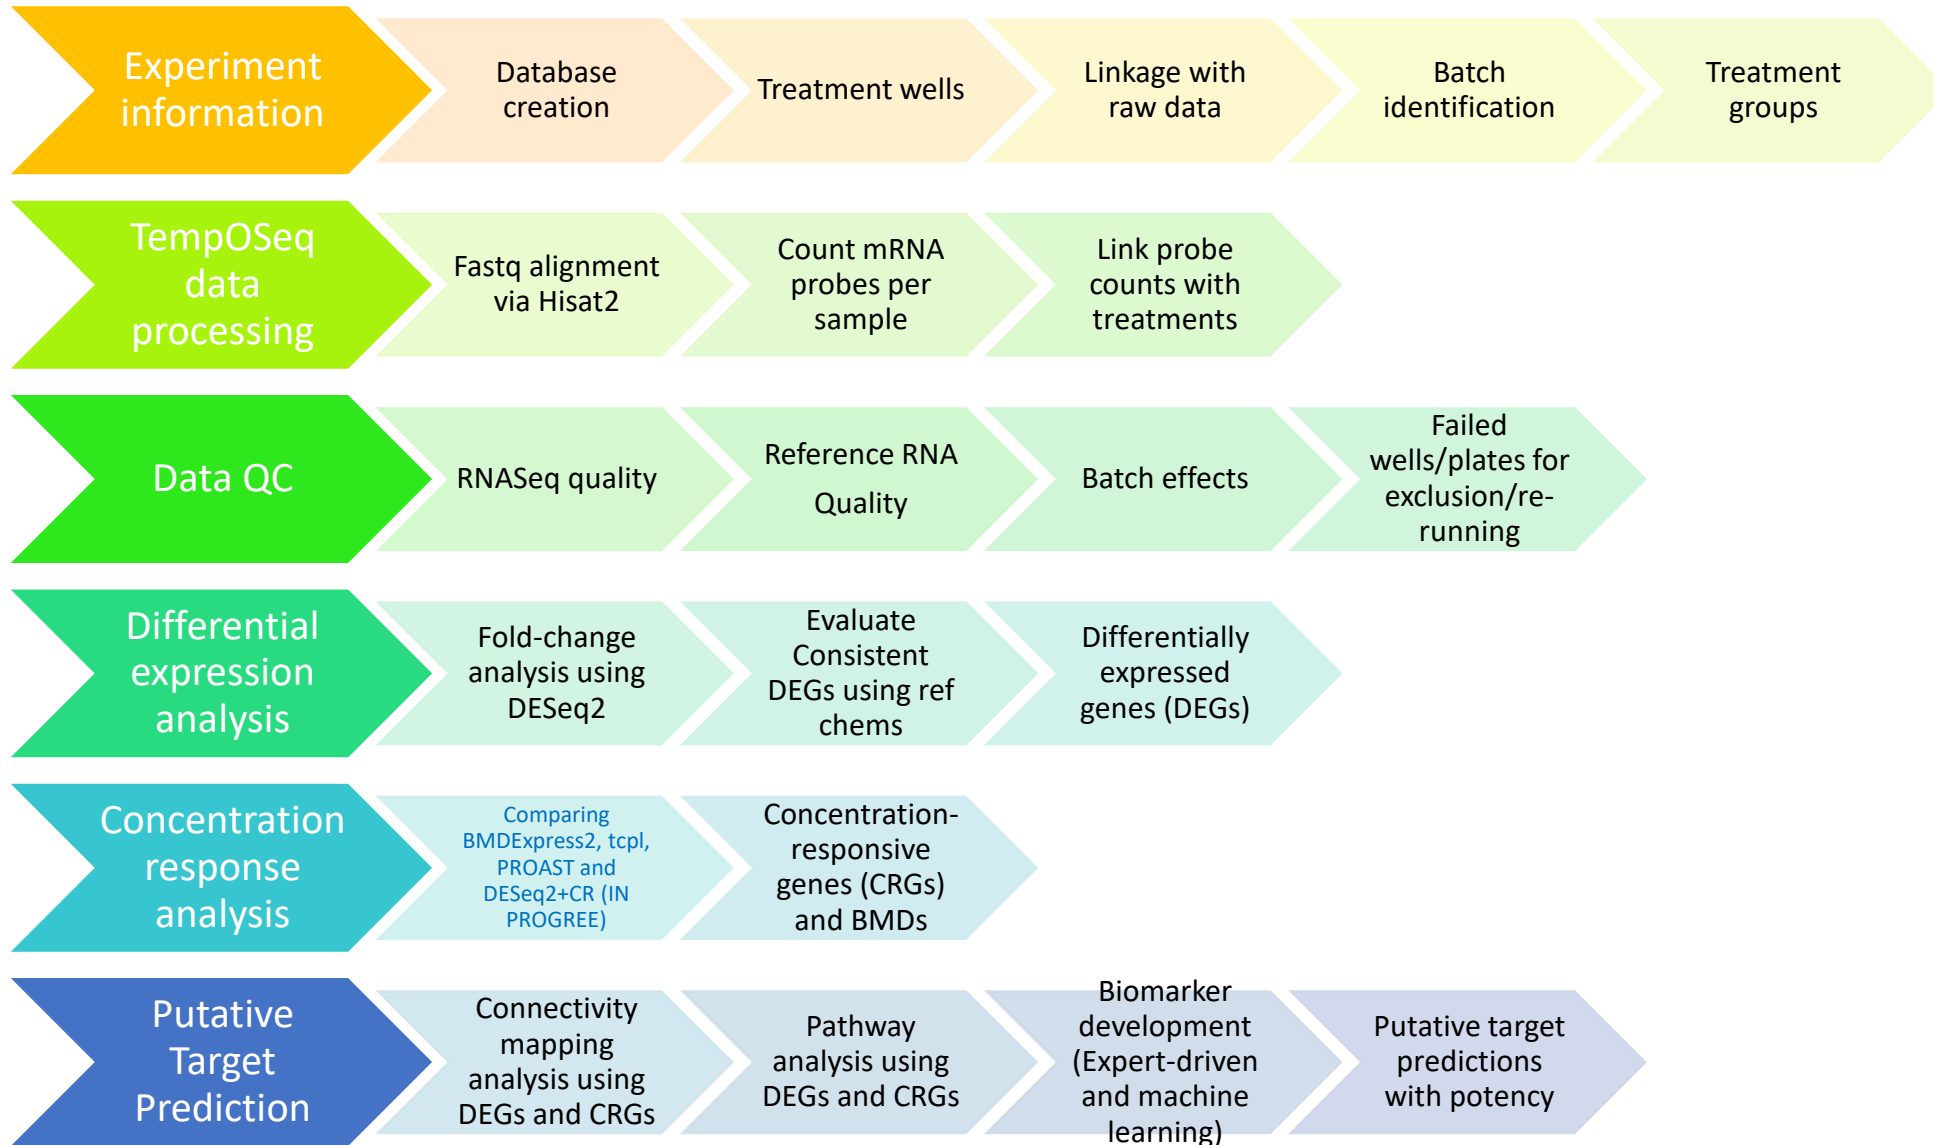 Experiment
information
Database
creation
Treatment wells
Linkage with
raw data
Batch
identification
Treatment
groups
TempOSeq
data
processing
Fastq alignment
via Hisat2
Count mRNA
probes per
sample
Link probe
counts with
treatments
Data QC
RNASeq quality
Reference RNA
Quality
Batch effects
Failed
wells/plates for
exclusion/re-
running
Differential
expression
analysis
Fold-change
analysis using
DESeq2
Evaluate
Consistent
DEGs using ref
chems
Differentially
expressed
genes (DEGs)
Concentration
response
analysis
Comparing
BMDExpress2, tcpl,
PROAST and
DESeq2+CR (IN
PROGREE)
Concentration-
responsive
genes (CRGs)
and BMDs
Putative
Target
Prediction
Connectivity
mapping
analysis using
DEGs and CRGs
Pathway
analysis using
DEGs and CRGs
Biomarker
development
(Expert-driven
and machine
learning)
Putative target
predictions
with potency